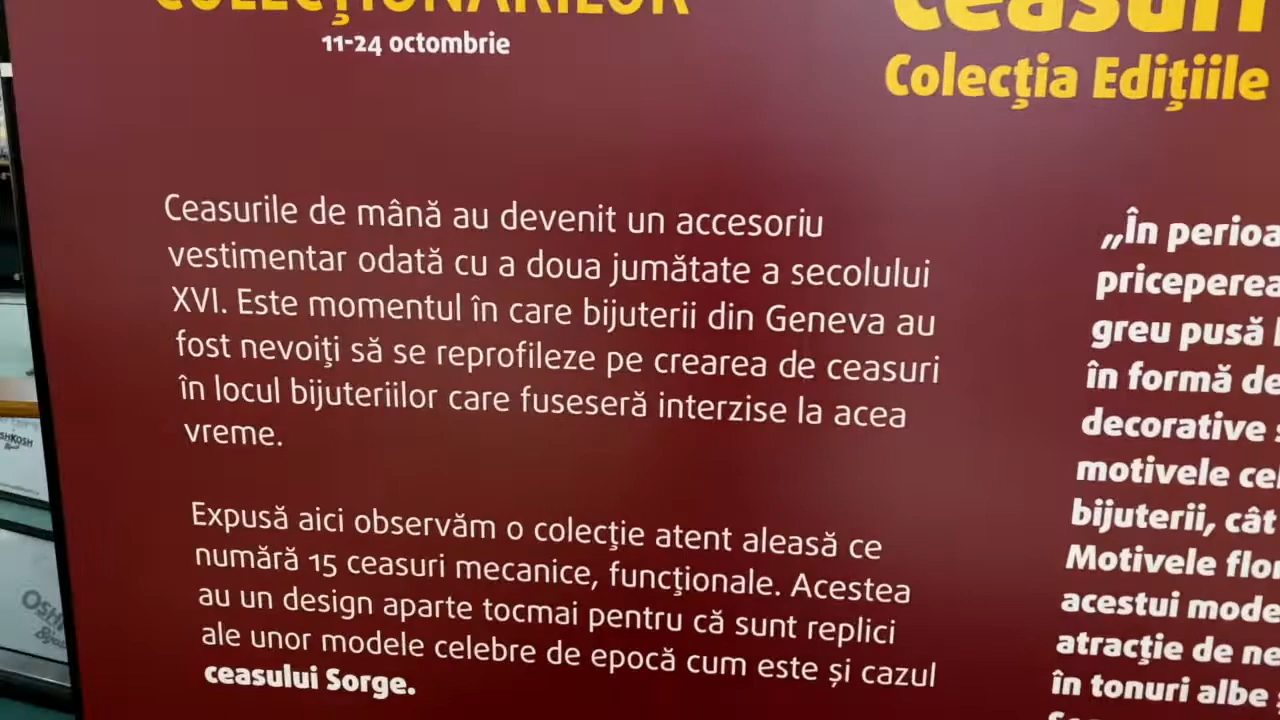 COLECȚIONARILOR
11-24 octombrie
Ceasurile de mână au devenit un accesoriu
vestimentar odată cu a doua jumătate a secolului
XVI. Este momentul în care bijuterii din Geneva au
fost nevoiți să se reprofileze pe crearea de ceasuri
în locul bijuteriilor care fuseseră interzise la acea
vreme.
Expusă aici observăm o colecție atent aleasă ce
numără 15 ceasuri mecanice, funcționale. Acestea
au un design aparte tocmai pentru că sunt replici
ale unor modele celebre de epocă cum este și cazul
ceasului Sorge.
ceasuri
Colecția Edițiile
„În perioa
priceperea
greu pusă
în formă de
decorative
motivele ce
bijuterii, cât
Motivele flor
acestui mode
atracție de ne
în tonuri albe
OSHKOSH